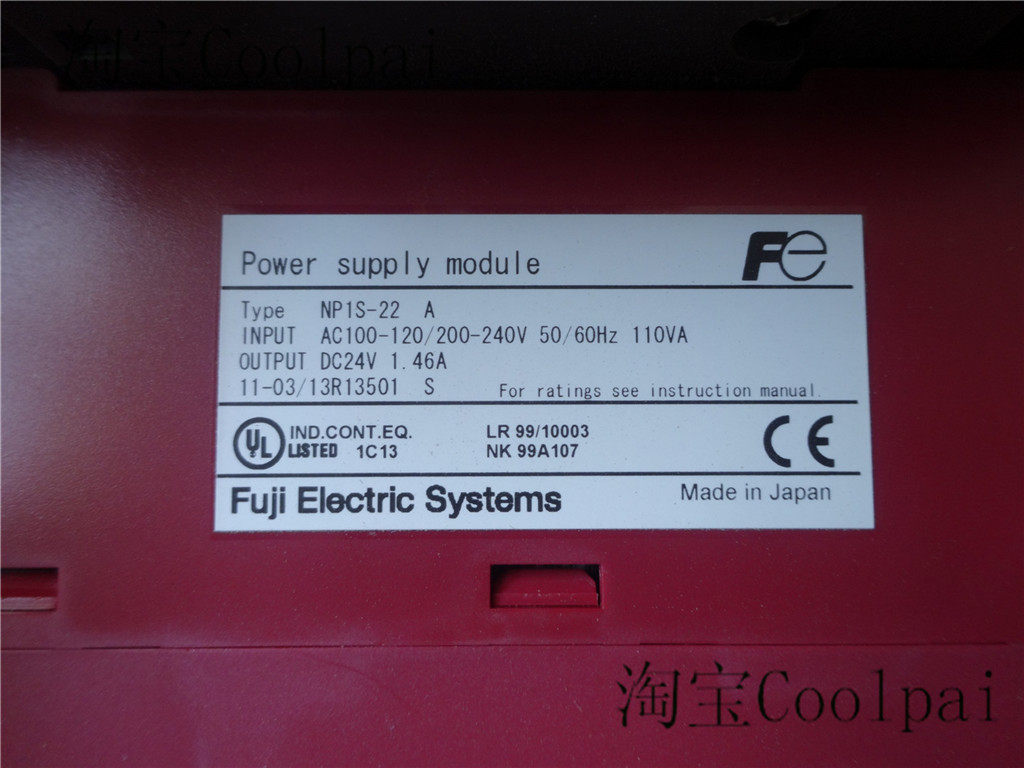 淘宝Coolpai
Power supply module
Fe
Type NP1S-22 A
INPUT AC100-120/200-240V 50/60Hz 110VA
OUTPUT DC24V 1.46A
11-03/13R13501 S For ratings see instruction manual.
UL IND.CONT.EQ. LR 99/10003
LISTED 1C13 NK 99A107
CE
Fuji Electric Systems Made in Japan
淘宝Coolpai